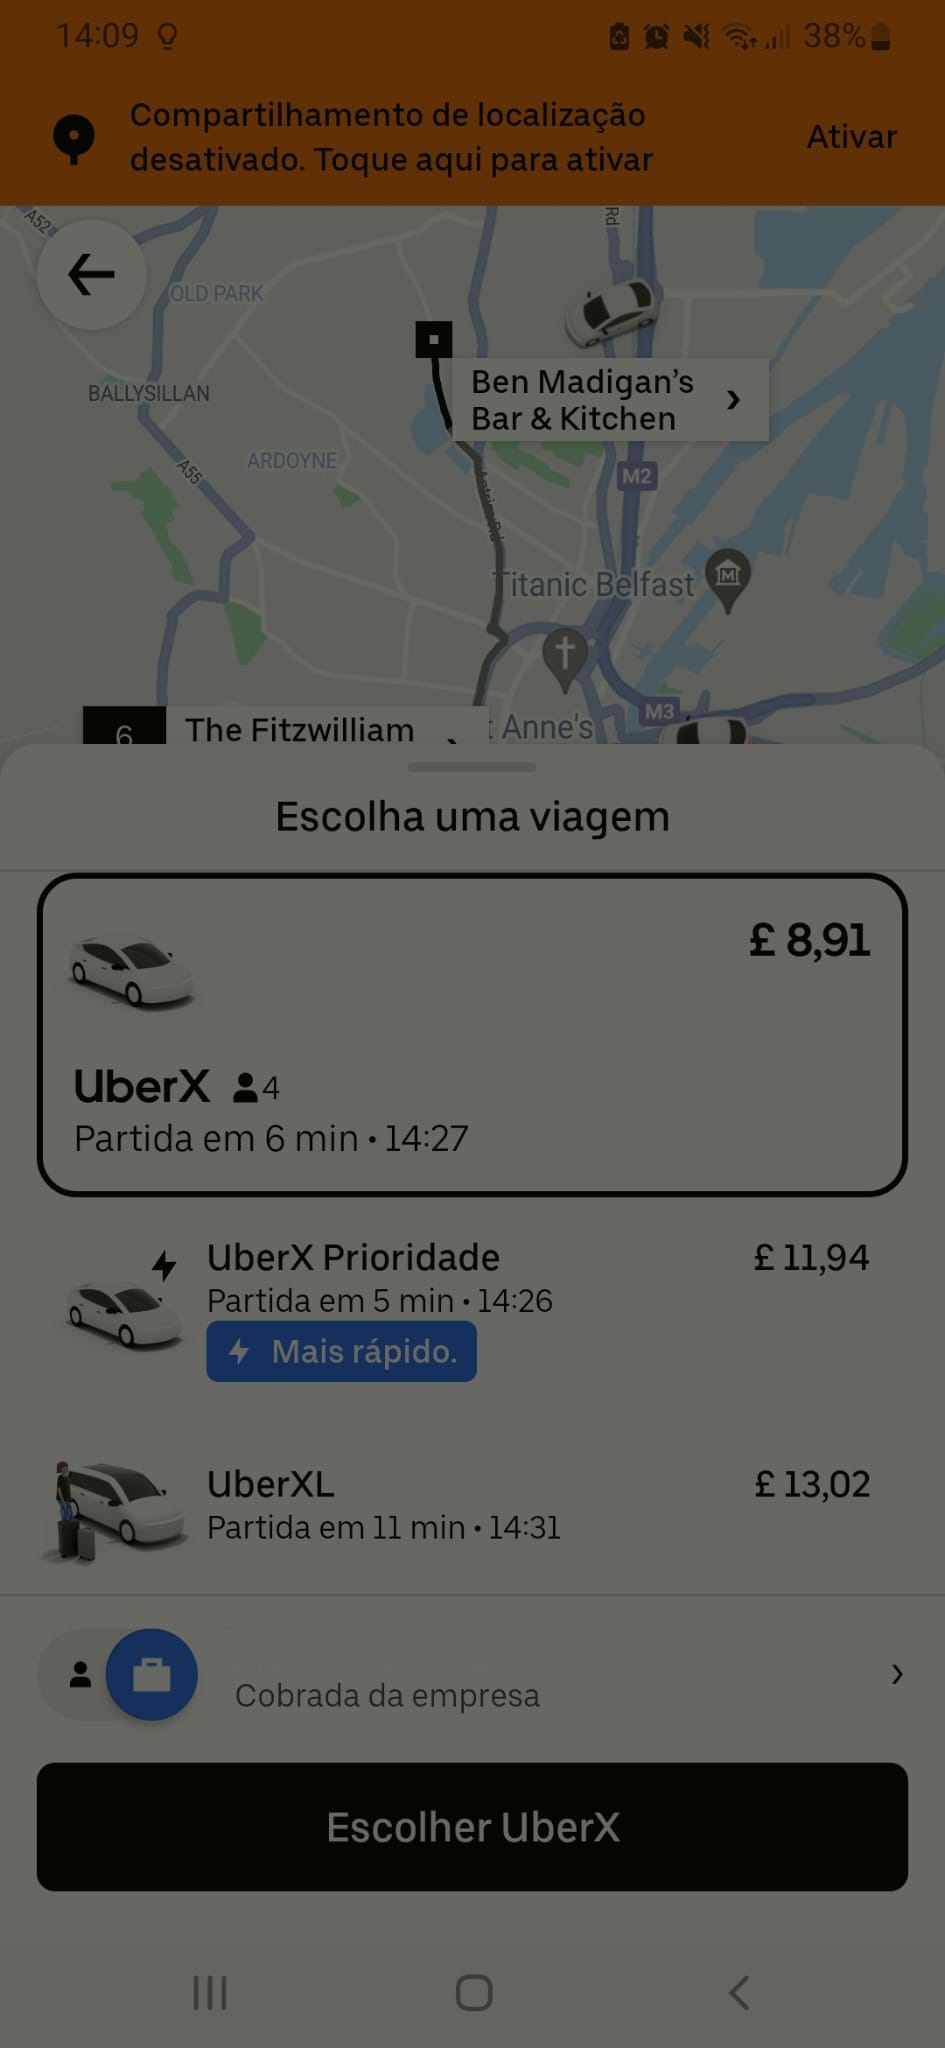 14:09
38%
Compartilhamento de localização
desativado. Toque aqui para ativar
Ativar
A52
Rd
OLD PARK
BALLYSILLAN
Ben Madigan's
Bar & Kitchen
ARDOYNE
A55
M2
Antrim Rd
Titanic Belfast
M3
6
The Fitzwilliam
Anne's
Escolha uma viagem
£ 8,91
UberX 4
Partida em 6 min • 14:27
UberX Prioridade
£ 11,94
Partida em 5 min • 14:26
Mais rápido.
UberXL
£ 13,02
Partida em 11 min • 14:31
Cobrada da empresa
Escolher UberX